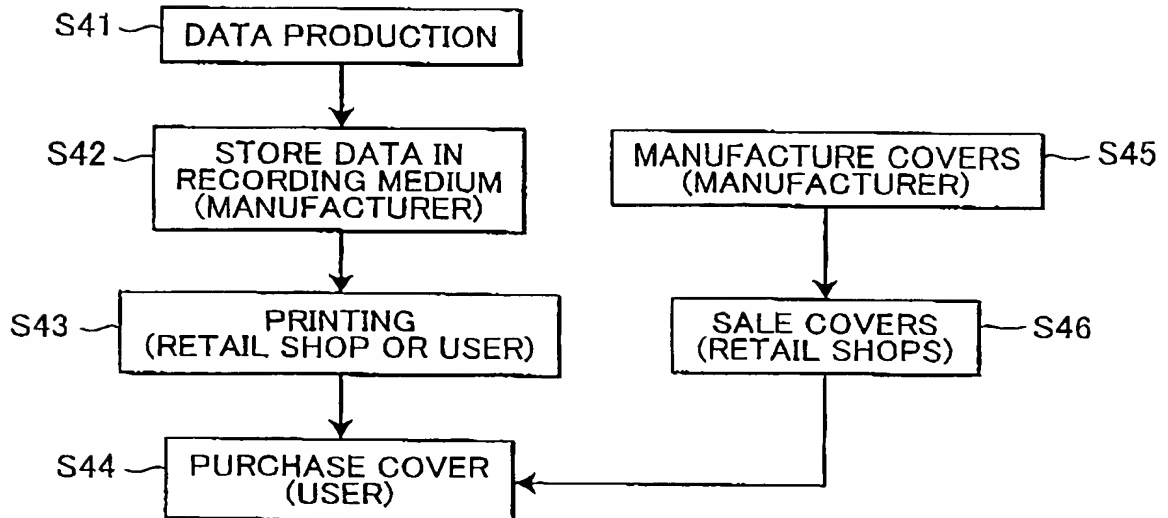 S41
DATA PRODUCTION
S42
STORE DATA IN
RECORDING MEDIUM
(MANUFACTURER)
MANUFACTURE COVERS
(MANUFACTURER)
S45
S43
PRINTING
(RETAIL SHOP OR USER)
SALE COVERS
(RETAIL SHOPS)
S46
S44
PURCHASE COVER
(USER)